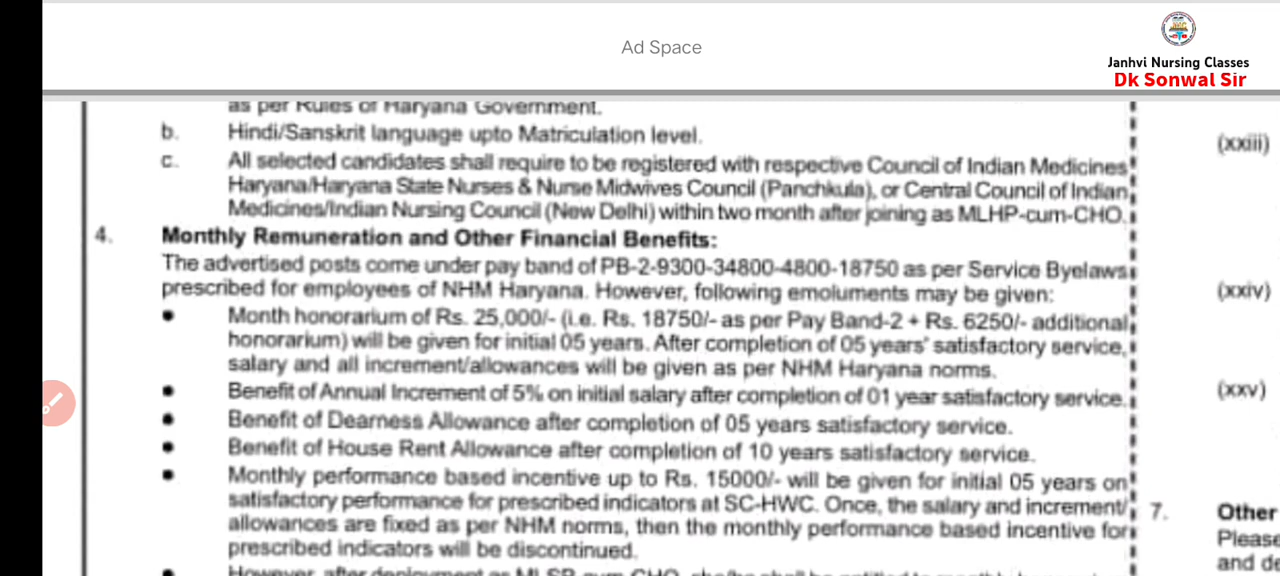 Ad Space
Janhvi Nursing Classes
Dk Sonwal Sir
as per Rules of Haryana Government.
b. Hindi/Sanskrit language upto Matriculation level.
c. All selected candidates shall require to be registered with respective Council of Indian Medicines
Haryana/Haryana State Nurses & Nurse Midwives Council (Panchkula), or Central Council of Indian
Medicines/Indian Nursing Council (New Delhi) within two month after joining as MLHP-cum-CHO.
4. Monthly Remuneration and Other Financial Benefits:
The advertised posts come under pay band of PB-2-9300-34800-4800-18750 as per Service Byelaws
prescribed for employees of NHM Haryana. However, following emoluments may be given:
• Month honorarium of Rs. 25,000/- (i.e. Rs. 18750/- as per Pay Band-2 + Rs. 6250/- additional
honorarium) will be given for initial 05 years. After completion of 05 years' satisfactory service,
salary and all increment/allowances will be given as per NHM Haryana norms.
• Benefit of Annual Increment of 5% on initial salary after completion of 01 year satisfactory service.
• Benefit of Dearness Allowance after completion of 05 years satisfactory service.
• Benefit of House Rent Allowance after completion of 10 years satisfactory service.
• Monthly performance based incentive up to Rs. 15000/- will be given for initial 05 years on
satisfactory performance for prescribed indicators at SC-HWC. Once, the salary and increment/
allowances are fixed as per NHM norms, then the monthly performance based incentive for
prescribed indicators will be discontinued.
(xxiii)
(xxiv)
(xxv)
7. Other
Please
and de